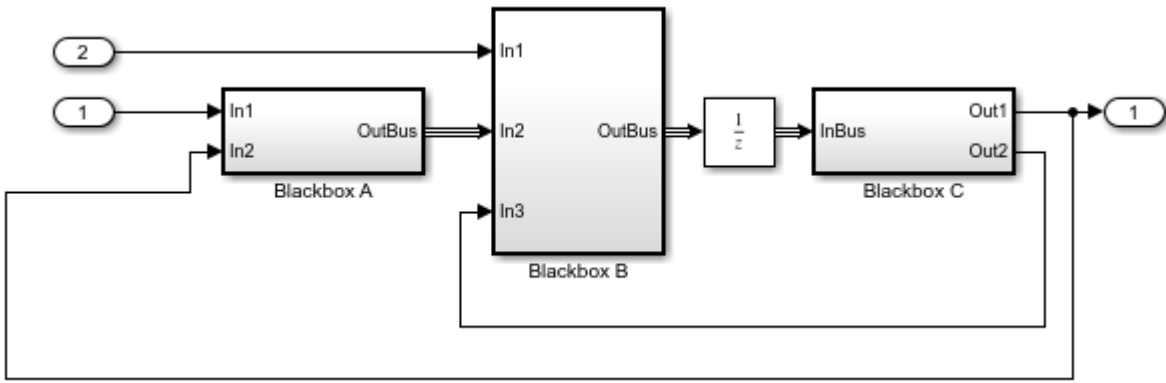 2
1
In1
In2
OutBus
Blackbox A
In1
In2
In3
OutBus
Blackbox B
1
z
InBus
Out1
Out2
Blackbox C
1